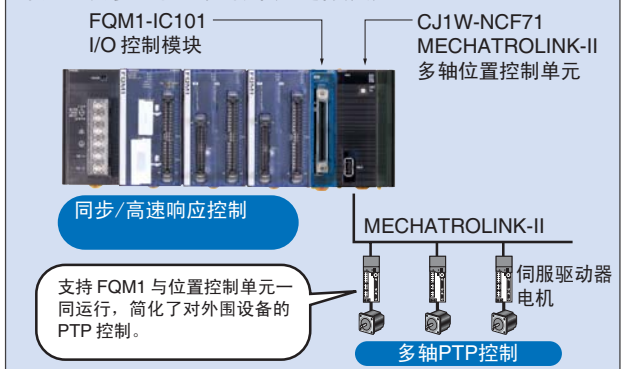 FQM1-IC101
I/O 控制模块
CJ1W-NCF71
MECHATROLINK-II
多轴位置控制单元
同步/高速响应控制
MECHATROLINK-II
支持 FQM1 与位置控制单元一
同运行，简化了对外围设备的
PTP 控制。
伺服驱动器
电机
多轴PTP控制